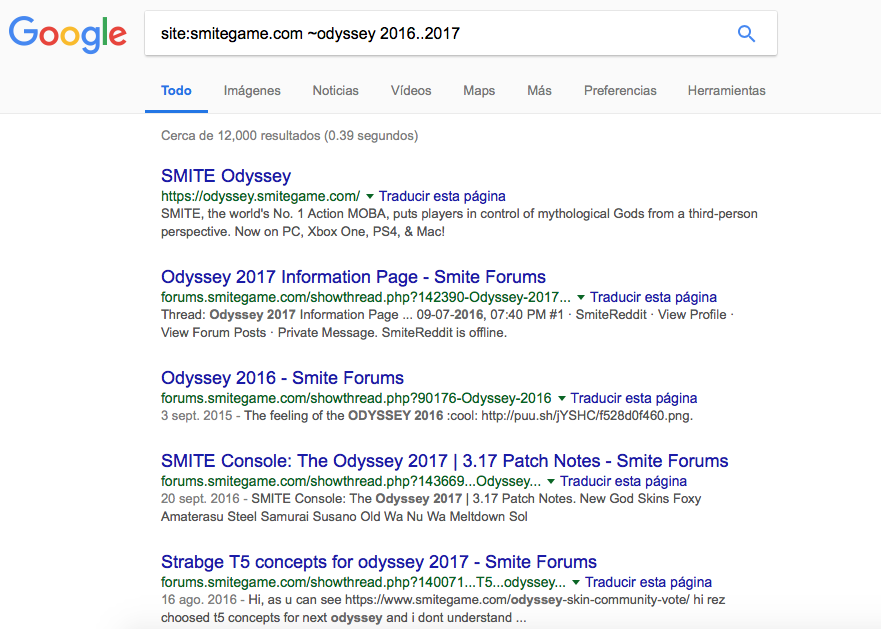 Google
site:smitegame.com ~odyssey 2016..2017
Todo Imágenes Noticias Vídeos Maps Más Preferencias Herramientas
Cerca de 12,000 resultados (0.39 segundos)
SMITE Odyssey
https://odyssey.smitegame.com/ Traducir esta página
SMITE, the world's No. 1 Action MOBA, puts players in control of mythological Gods from a third-person
perspective. Now on PC, Xbox One, PS4, & Mac!
Odyssey 2017 Information Page - Smite Forums
forums.smitegame.com/showthread.php?142390-Odyssey-2017... Traducir esta página
Thread: Odyssey 2017 Information Page ... 09-07-2016, 07:40 PM #1 · SmiteReddit · View Profile ·
View Forum Posts · Private Message. SmiteReddit is offline.
Odyssey 2016 - Smite Forums
forums.smitegame.com/showthread.php?90176-Odyssey-2016 Traducir esta página
3 sept. 2015 - The feeling of the ODYSSEY 2016 :cool: http://puu.sh/jYSHC/f528d0f460.png.
SMITE Console: The Odyssey 2017 | 3.17 Patch Notes - Smite Forums
forums.smitegame.com/showthread.php?143669...Odyssey... Traducir esta página
20 sept. 2016 - SMITE Console: The Odyssey 2017 | 3.17 Patch Notes. New God Skins Foxy
Amaterasu Steel Samurai Susano Old Wa Nu Wa Meltdown Sol
Strabge T5 concepts for odyssey 2017 - Smite Forums
forums.smitegame.com/showthread.php?140071...T5...odyssey... Traducir esta página
16 ago. 2016 - Hi, as u can see https://www.smitegame.com/odyssey-skin-community-vote/ hi rez
choosed t5 concepts for next odyssey and i dont understand ...